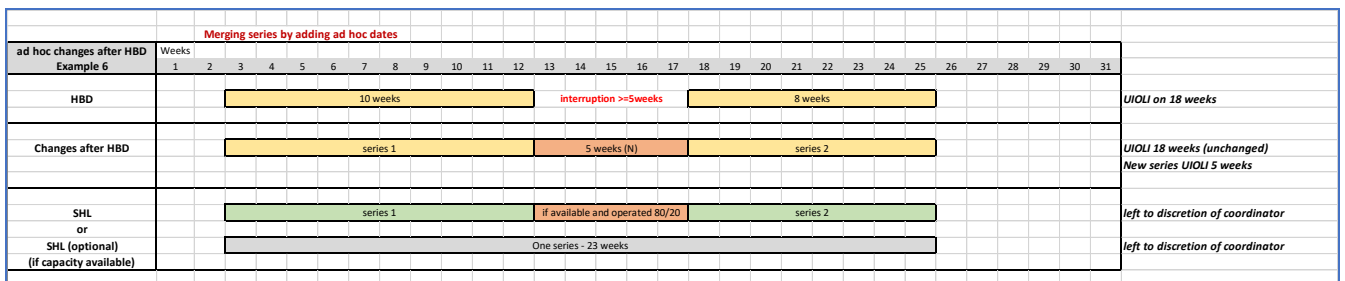 Merging series by adding ad hoc dates
ad hoc changes after HBD Weeks
Example 6 1 2 3 4 5 6 7 8 9 10 11 12 13 14 15 16 17 18 19 20 21 22 23 24 25 26 27 28 29 30 31
HBD 10 weeks interruption >=5weeks 8 weeks UIOLI on 18 weeks
Changes after HBD series 1 5 weeks (N) series 2 UIOLI 18 weeks (unchanged)
New series UIOLI 5 weeks
SHL series 1 if available and operated 80/20 series 2 left to discretion of coordinator
or
SHL (optional) One series - 23 weeks left to discretion of coordinator
(if capacity available)